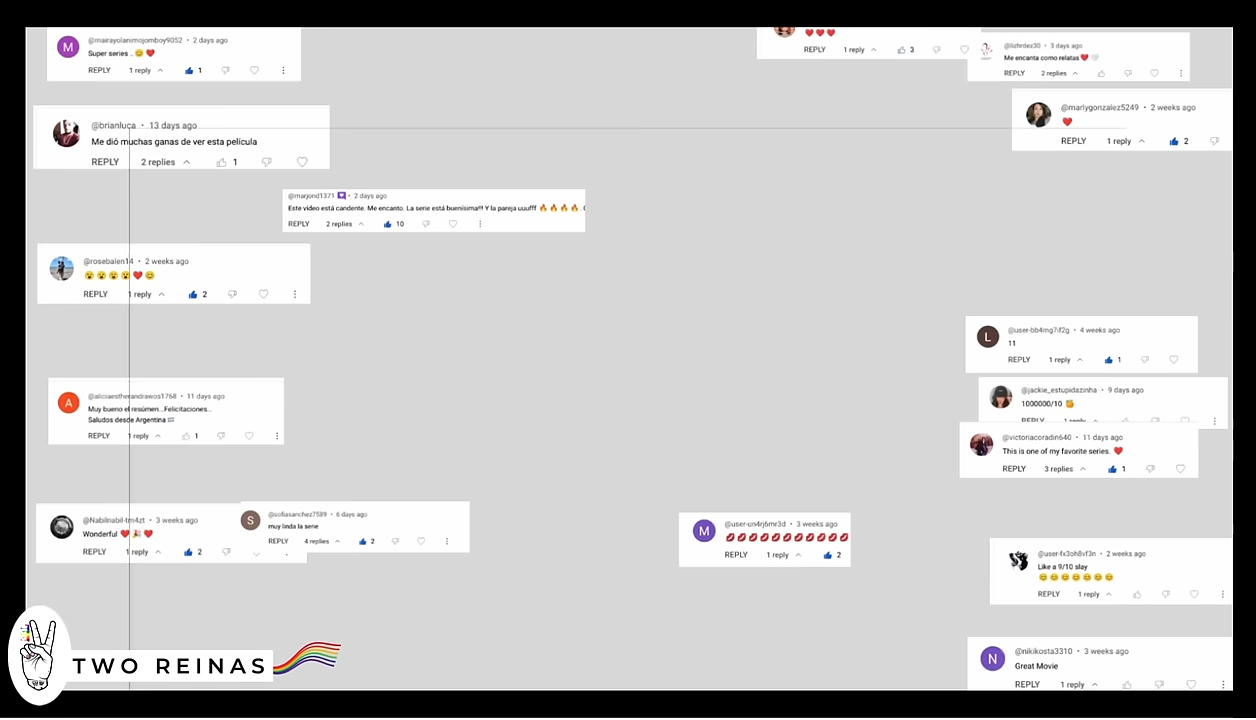 @mairayolanimojomboy9052 • 2 days ago
Super series .. 😊 ❤️
REPLY 1 reply 1
REPLY 1 reply 3
@lizhrdez30 • 3 days ago
Me encanta como relatas ❤️ 🤍
REPLY 2 replies
@brianluca • 13 days ago
Me dió muchas ganas de ver esta película
REPLY 2 replies 1
@marlygonzalez5249 • 2 weeks ago
❤️
REPLY 1 reply 2
@marjond1371 • 2 days ago
Este video está candente. Me encanto. La serie está buenísima!!! Y la pareja uuufff 🔥 🔥 🔥 🔥 .
REPLY 2 replies 10
@rosebalen14 • 2 weeks ago
😮 😮 😮 😮 ❤️ 😊
REPLY 1 reply 2
L
@user-bb4mg7if2g • 4 weeks ago
11
REPLY 1 reply 1
A
@aliciaestherandrawos1768 • 11 days ago
Muy bueno el resúmen...Felicitaciones...
Saludos desde Argentina
REPLY 1 reply 1
@jackie_estupidazinha • 9 days ago
1000000/10 🥳
REPLY 1 reply
@victoriacoradin640 • 11 days ago
This is one of my favorite series. ❤️
REPLY 3 replies 1
@Nabilnabil-tm4zt • 3 weeks ago
Wonderful ❤️ 🎉 ❤️
REPLY 1 reply 2
S
@sofiasanchez7589 • 6 days ago
muy linda la serie
REPLY 4 replies 2
M
@user-un4rj6mr3d • 3 weeks ago
💋💋💋💋💋💋💋💋💋💋💋
REPLY 1 reply 2
@user-fx3oh8vf3n • 2 weeks ago
Like a 9/10 slay
😊 😊 😊 😊 😊 😊 😊
REPLY 1 reply
N
@nikikosta3310 • 3 weeks ago
Great Movie
REPLY 1 reply
TWO REINAS